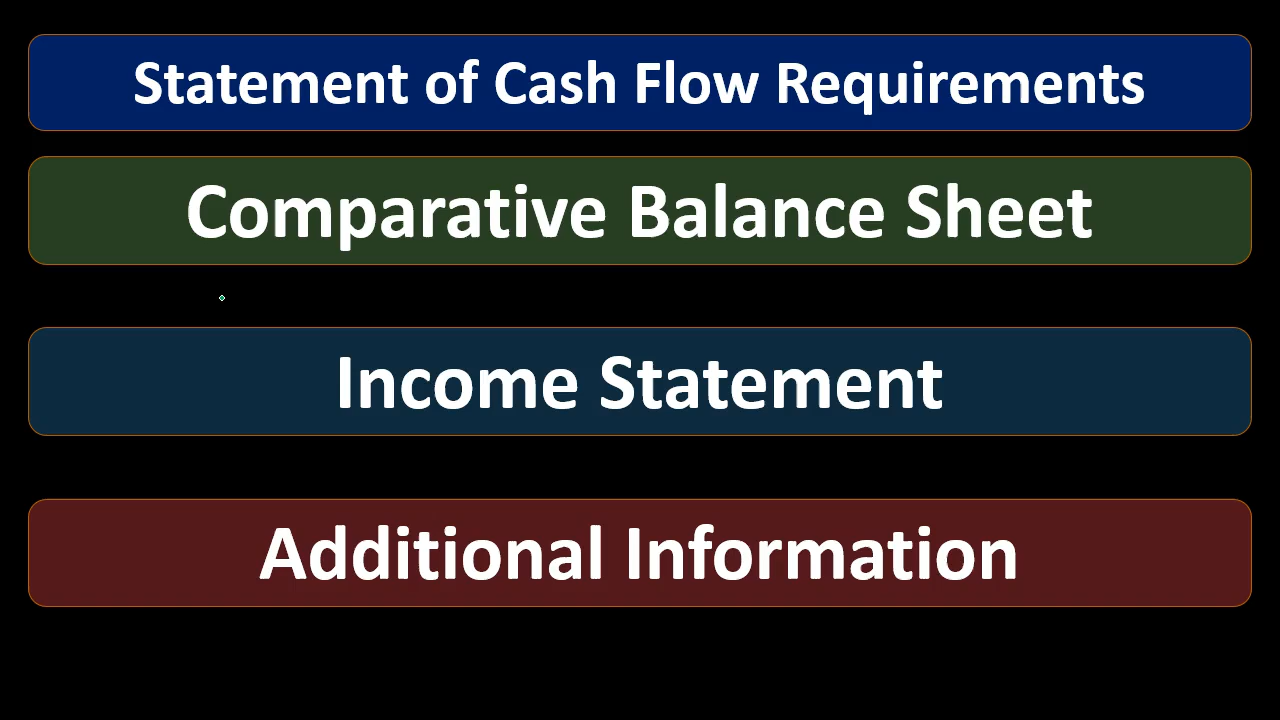 Statement of Cash Flow Requirements
Comparative Balance Sheet
Income Statement
Additional Information